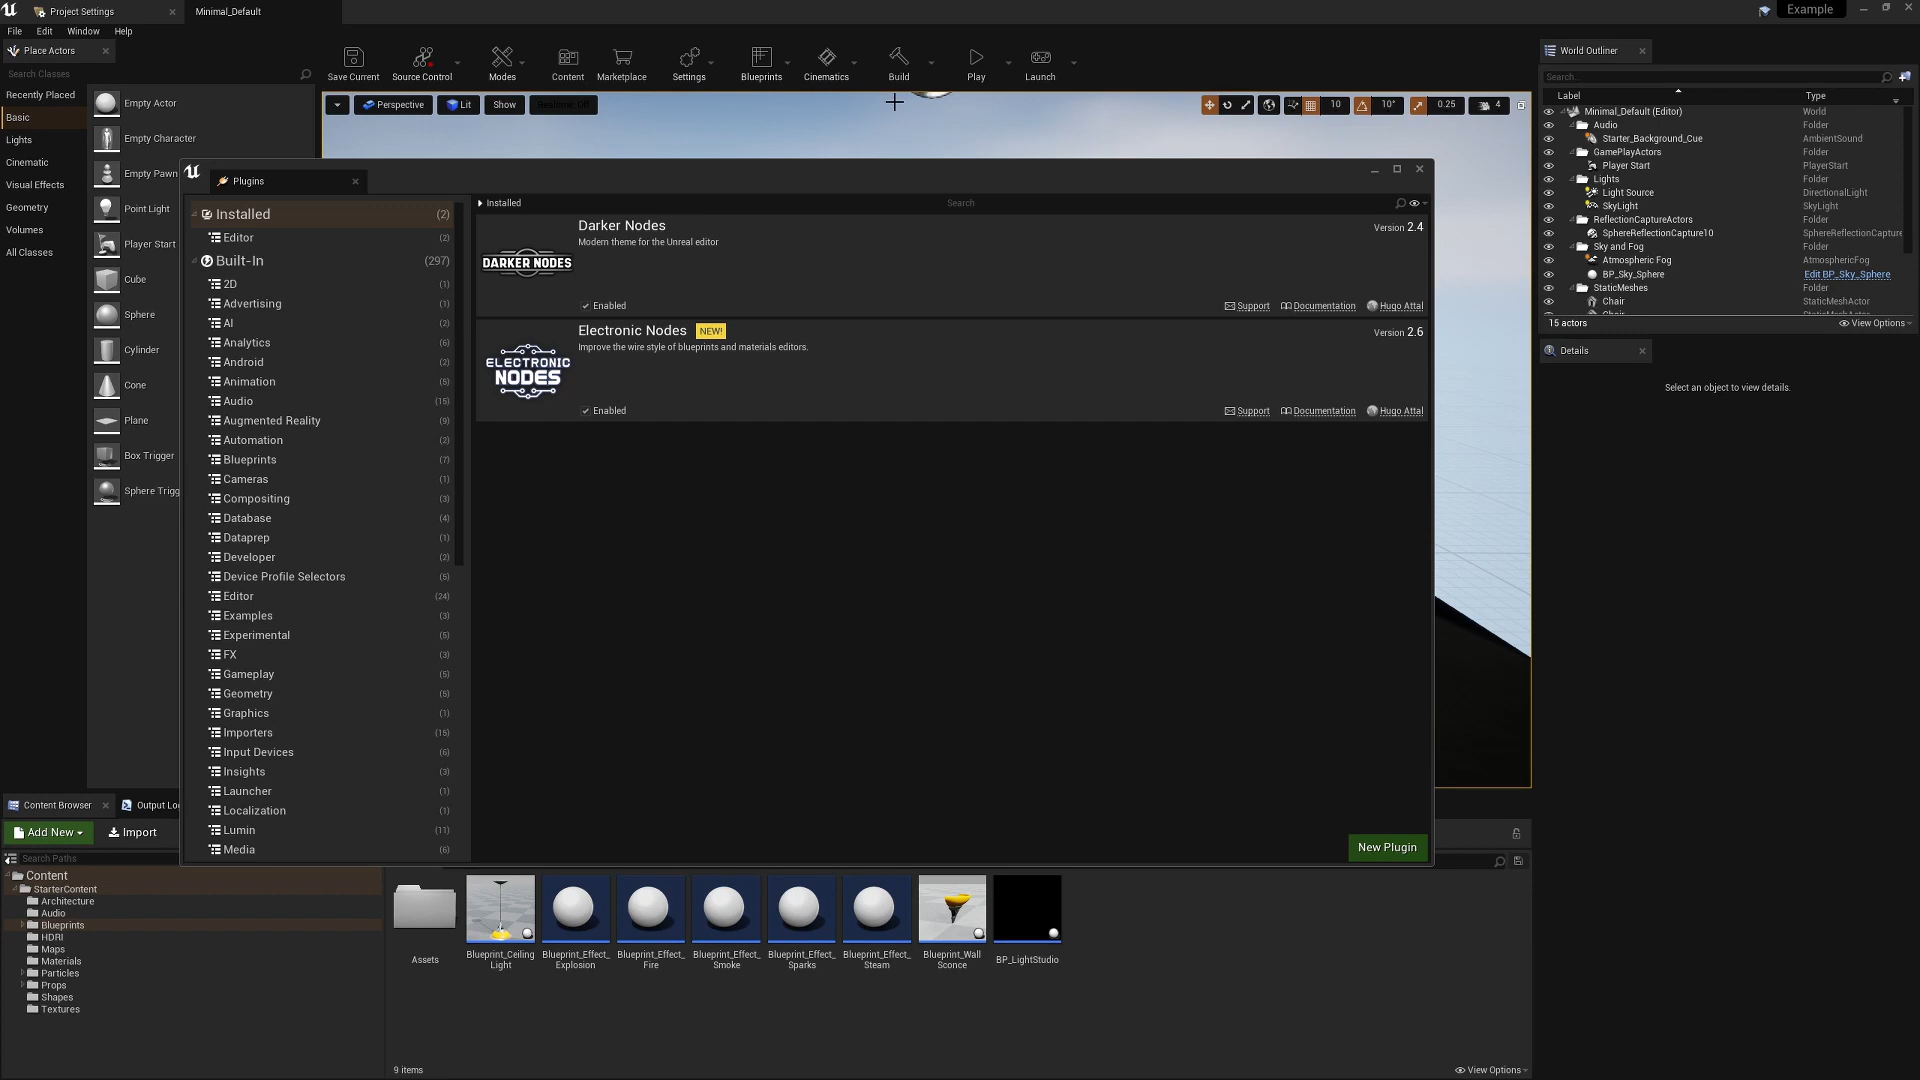 Project Settings
Minimal_Default
Example
File Edit Window Help
Place Actors
Search Classes
Recently Placed
Basic
Lights
Cinematic
Visual Effects
Geometry
Volumes
All Classes
Empty Actor
Empty Character
Empty Pawn
Point Light
Player Start
Cube
Sphere
Cylinder
Cone
Plane
Box Trigger
Sphere Trigg
Save Current
Source Control
Modes
Content
Marketplace
Settings
Blueprints
Cinematics
Build
Play
Launch
Perspective
Lit
Show
Realtime: Off
10
10°
0.25
4
Plugins
Installed (2)
Editor (2)
Built-In (297)
2D (1)
Advertising (1)
AI (2)
Analytics (6)
Android (2)
Animation (5)
Audio (15)
Augmented Reality (9)
Automation (2)
Blueprints (7)
Cameras (1)
Compositing (3)
Database (4)
Dataprep (1)
Developer (2)
Device Profile Selectors (5)
Editor (24)
Examples (3)
Experimental (5)
FX (3)
Gameplay (5)
Geometry (5)
Graphics (1)
Importers (15)
Input Devices (6)
Insights (3)
Launcher (1)
Localization (1)
Lumin (11)
Media (6)
Installed
Search
DARKER NODES
Darker Nodes
Version 2.4
Modern theme for the Unreal editor
Enabled
Support
Documentation
Hugo Attal
ELECTRONIC
NODES
Electronic Nodes NEW!
Version 2.6
Improve the wire style of blueprints and materials editors.
Enabled
Support
Documentation
Hugo Attal
New Plugin
World Outliner
Search...
Label Type
Minimal_Default (Editor) World
Audio Folder
Starter_Background_Cue AmbientSound
GamePlayActors Folder
Player Start PlayerStart
Lights Folder
Light Source DirectionalLight
SkyLight SkyLight
ReflectionCaptureActors Folder
SphereReflectionCapture10 SphereReflectionCapture
Sky and Fog Folder
Atmospheric Fog AtmosphericFog
BP_Sky_Sphere Edit BP_Sky_Sphere
StaticMeshes Folder
Chair StaticMeshActor
Chair StaticMeshActor
15 actors
View Options
Details
Select an object to view details.
Content Browser
Output Lo
Add New
Import
Search Paths
Content
StarterContent
Architecture
Audio
Blueprints
HDRI
Maps
Materials
Particles
Props
Shapes
Textures
Assets
Blueprint_Ceiling
Light
Blueprint_Effect_
Explosion
Blueprint_Effect_
Fire
Blueprint_Effect_
Smoke
Blueprint_Effect_
Sparks
Blueprint_Effect_
Steam
Blueprint_Wall
Sconce
BP_LightStudio
9 items
View Options